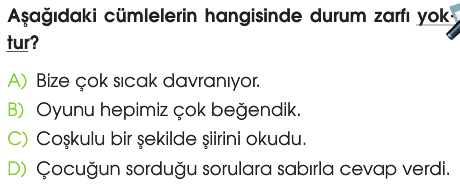 Aşağıdaki cümlelerin hangisinde durum zarfı yok-
tur?
A) Bize çok sıcak davranıyor.
B) Oyunu hepimiz çok beğendik.
C) Coşkulu bir şekilde şiirini okudu.
D) Çocuğun sorduğu sorulara sabırla cevap verdi.